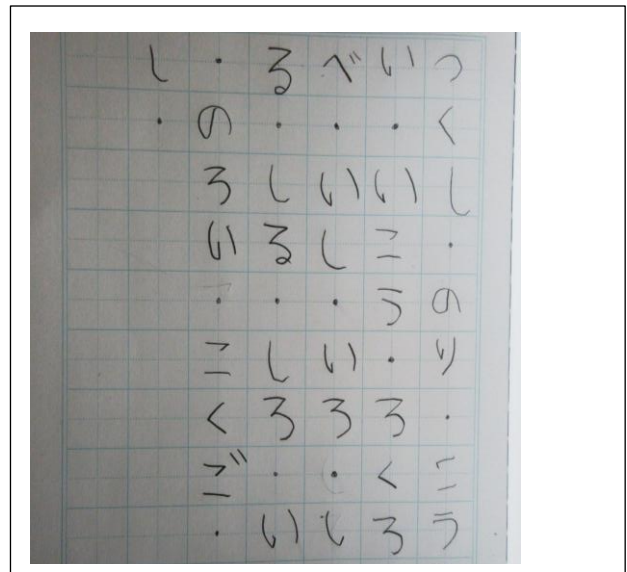 つくし・のり・こう
い・いこう・ろくろ
べ・いし・いろ・し
る・しる・しろ・い
・のろい・こくご・
し・